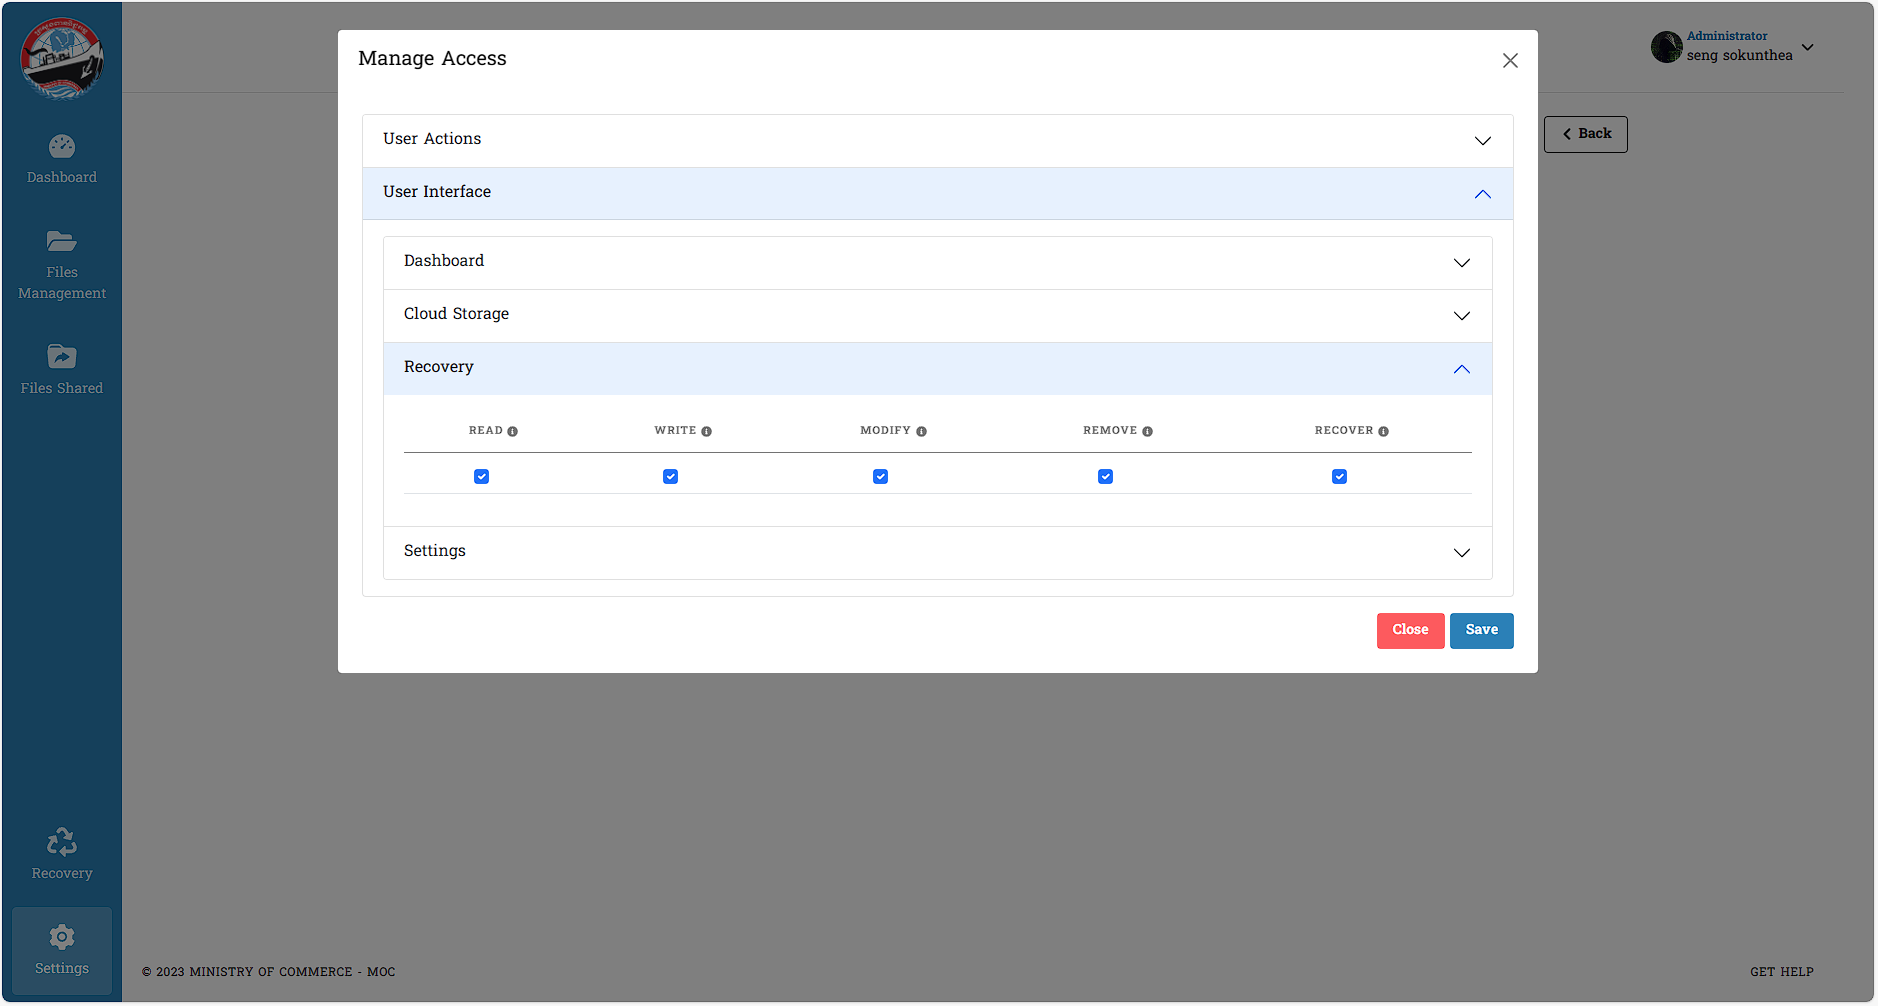 Manage Access
Administrator
seng sokunthea
Back
User Actions
User Interface
Dashboard
Cloud Storage
Recovery
READ WRITE MODIFY REMOVE RECOVER
Settings
Close Save
Dashboard
Files
Management
Files Shared
Recovery
Settings
© 2023 MINISTRY OF COMMERCE - MOC
GET HELP